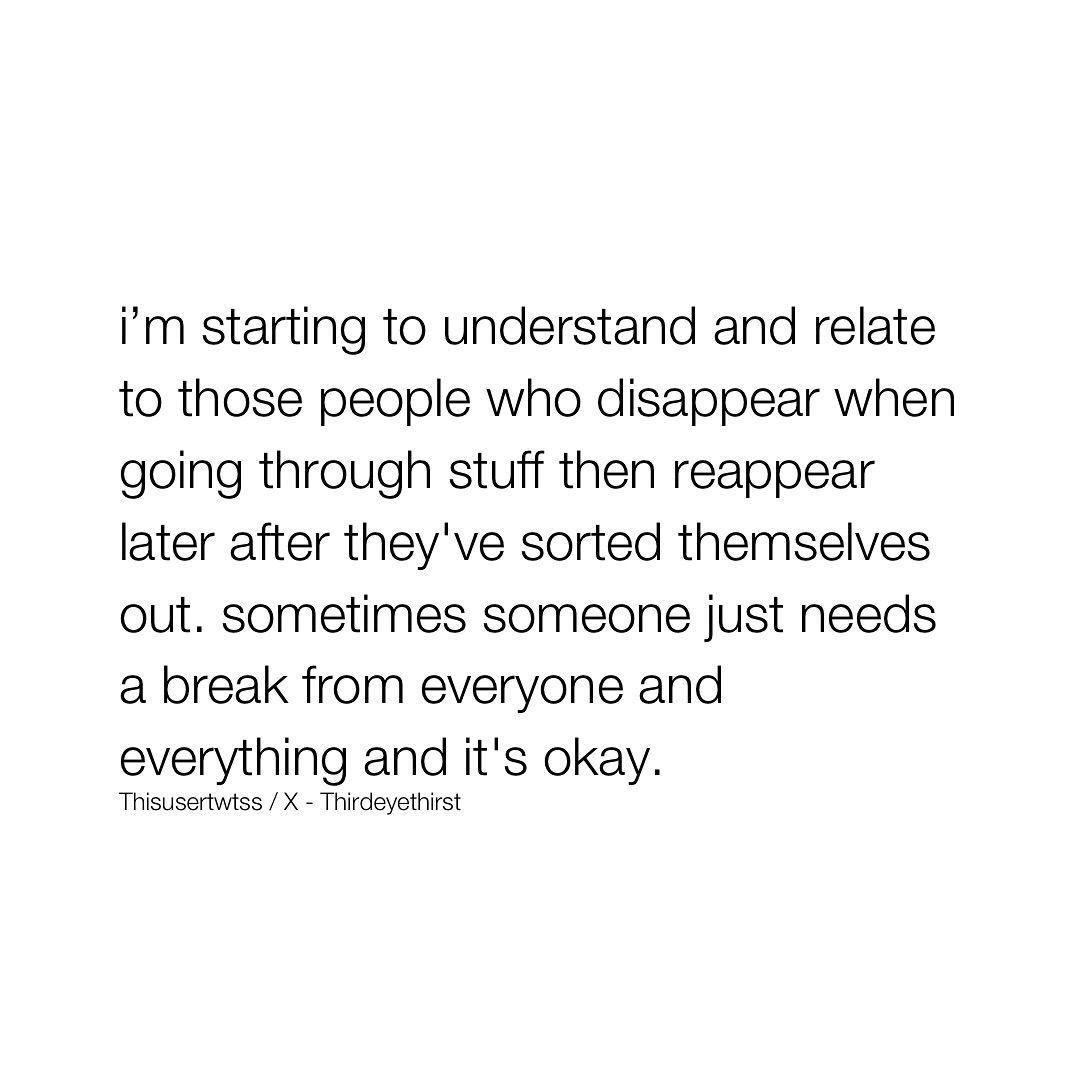 i’m starting to understand and relate
to those people who disappear when
going through stuff then reappear
later after they've sorted themselves
out. sometimes someone just needs
a break from everyone and
everything and it's okay.
Thisusertwtss / X - Thirdeyethirst